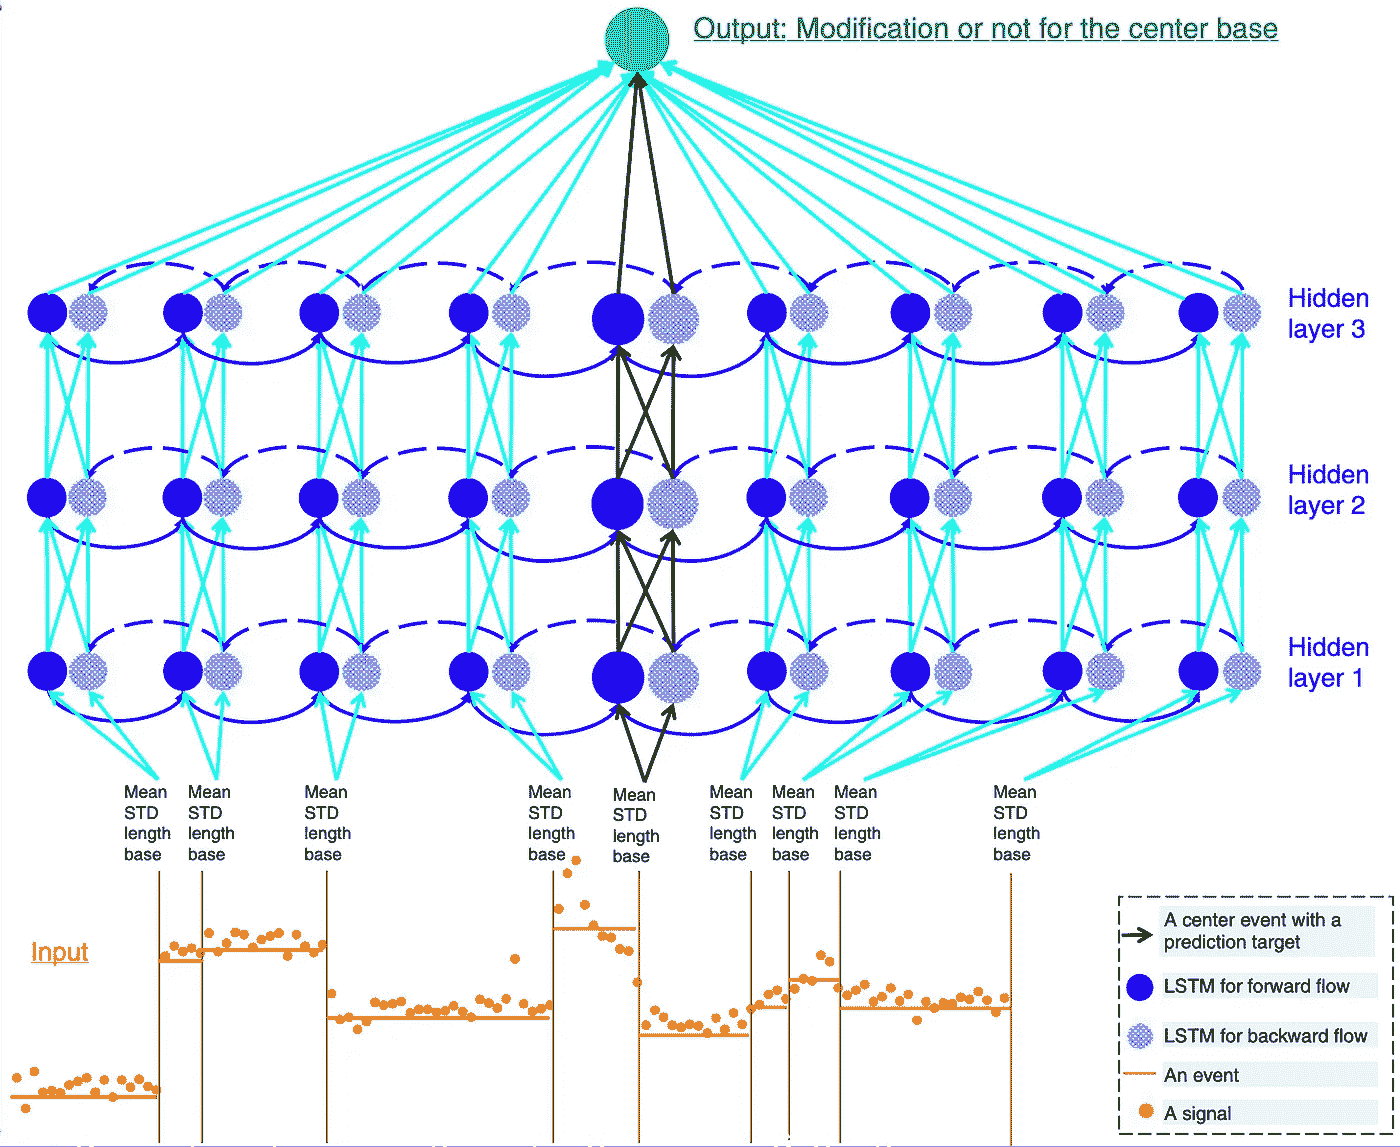 Output: Modification or not for the center base
Hidden
layer 3
Hidden
layer 2
Hidden
layer 1
Mean
STD
length
base
Mean
STD
length
base
Mean
STD
length
base
Mean
STD
length
base
Mean
STD
length
base
Mean
STD
length
base
Mean
STD
length
base
Mean
STD
length
base
Mean
STD
length
base
Input
A center event with a
prediction target
LSTM for forward flow
LSTM for backward flow
An event
A signal